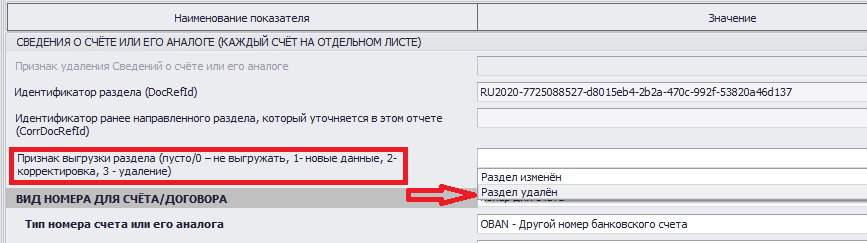 Наименование показателя
Значение
СВЕДЕНИЯ О СЧЁТЕ ИЛИ ЕГО АНАЛОГЕ (КАЖДЫЙ СЧЁТ НА ОТДЕЛЬНОМ ЛИСТЕ)
Признак удаления Сведений о счёте или его аналоге
Идентификатор раздела (DocRefId)
RU2020-7725088527-d8015eb4-2b2a-470c-992f-53820a46d137
Идентификатор ранее направленного раздела, который уточняется в этом отчете
(CorrDocRefId)
Признак выгрузки раздела (пусто/0 – не выгружать, 1- новые данные, 2-
корректировка, 3 - удаление)
Раздел изменён
Раздел удалён
ВИД НОМЕРА ДЛЯ СЧЁТА/ДОГОВОРА
Тип номера счета или его аналога
OBAN - Другой номер банковского счета